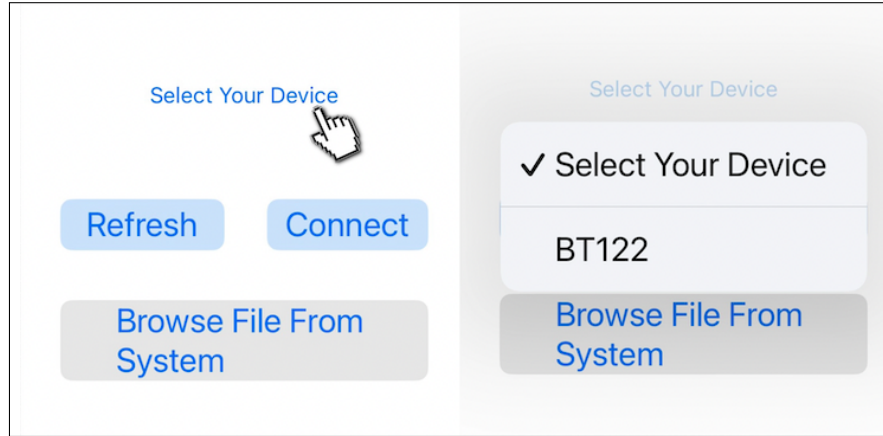 Select Your Device
Refresh
Connect
Browse File From
System
Select Your Device
✓ Select Your Device
BT122
Browse File From
System